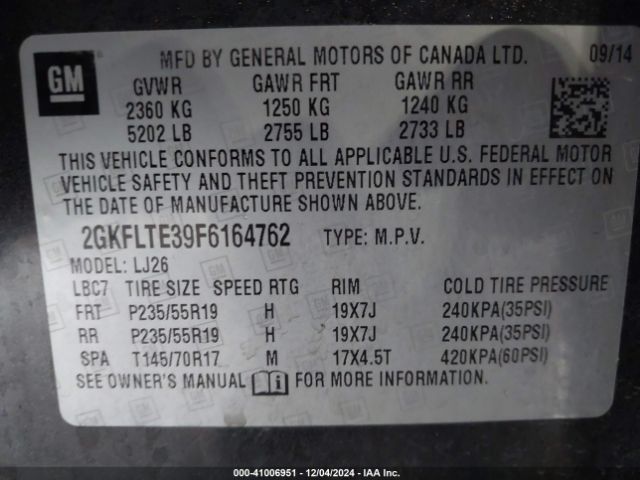 GM
MFD BY GENERAL MOTORS OF CANADA LTD. 09/14
GVWR GAWR FRT GAWR RR
2360 KG 1250 KG 1240 KG
5202 LB 2755 LB 2733 LB
THIS VEHICLE CONFORMS TO ALL APPLICABLE U.S. FEDERAL MOTOR
VEHICLE SAFETY AND THEFT PREVENTION STANDARDS IN EFFECT ON
THE DATE OF MANUFACTURE SHOWN ABOVE.
2GKFLTE39F6164762 TYPE: M.P.V.
MODEL: LJ26
LBC7 TIRE SIZE SPEED RTG RIM COLD TIRE PRESSURE
FRT P235/55R19 H 19X7J 240KPA(35PSI)
RR P235/55R19 H 19X7J 240KPA(35PSI)
SPA T145/70R17 M 17X4.5T 420KPA(60PSI)
SEE OWNER'S MANUAL FOR MORE INFORMATION.
000-41006951 - 12/04/2024 - IAA Inc.